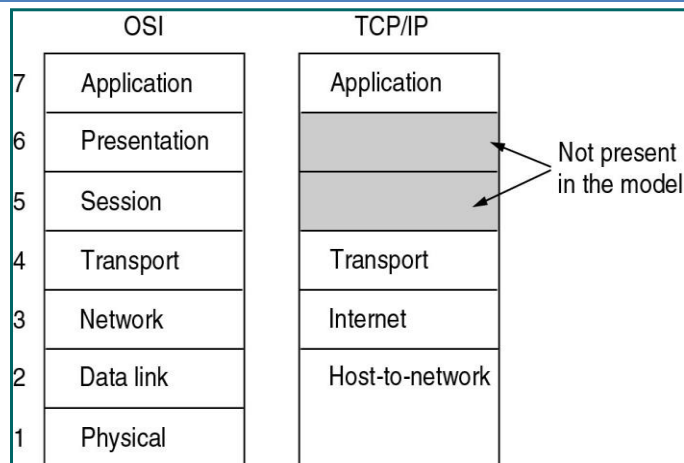 OSI TCP/IP
7 Application Application
6 Presentation
Not present
in the model
5 Session
4 Transport Transport
3 Network Internet
2 Data link Host-to-network
1 Physical